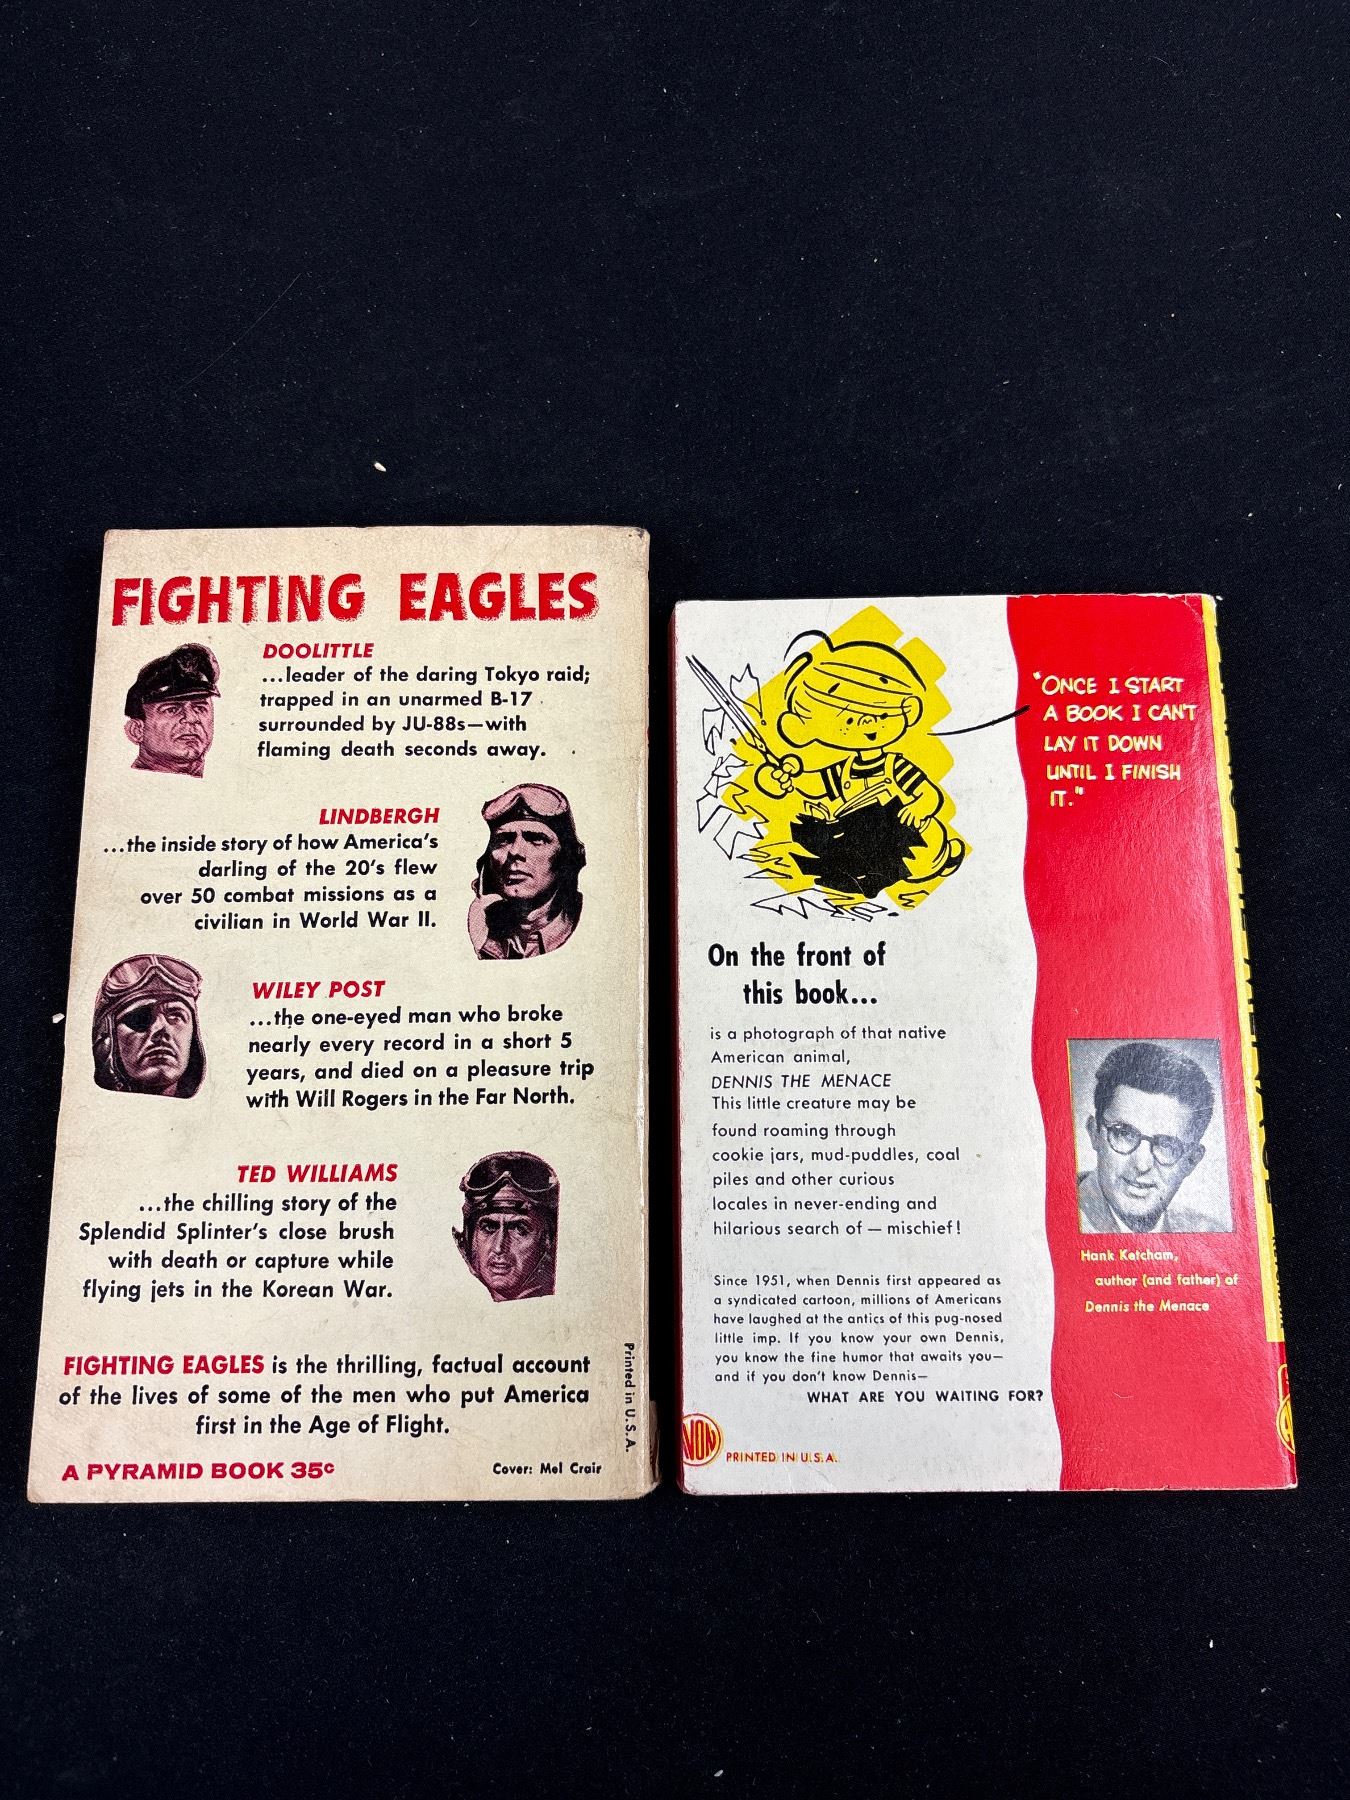 FIGHTING EAGLES
DOOLITTLE
...leader of the daring Tokyo raid;
trapped in an unarmed B-17
surrounded by JU-88s—with
flaming death seconds away.
LINDBERGH
...the inside story of how America's
darling of the 20's flew
over 50 combat missions as a
civilian in World War II.
WILEY POST
...the one-eyed man who broke
nearly every record in a short 5
years, and died on a pleasure trip
with Will Rogers in the Far North.
TED WILLIAMS
...the chilling story of the
Splendid Splinter's close brush
with death or capture while
flying jets in the Korean War.
FIGHTING EAGLES is the thrilling, factual account
of the lives of some of the men who put America
first in the Age of Flight.
A PYRAMID BOOK 35¢
Cover: Mel Crair
Printed in U.S.A.
"ONCE I START
A BOOK I CAN'T
LAY IT DOWN
UNTIL I FINISH
IT."
On the front of
this book...
is a photograph of that native
American animal,
DENNIS THE MENACE
This little creature may be
found roaming through
cookie jars, mud-puddles, coal
piles and other curious
locales in never-ending and
hilarious search of — mischief!
Since 1951, when Dennis first appeared as
a syndicated cartoon, millions of Americans
have laughed at the antics of this pug-nosed
little imp. If you know your own Dennis,
you know the fine humor that awaits you—
and if you don't know Dennis—
WHAT ARE YOU WAITING FOR?
Hank Ketcham,
author (and father) of
Dennis the Menace
VON
PRINTED IN U.S.A.